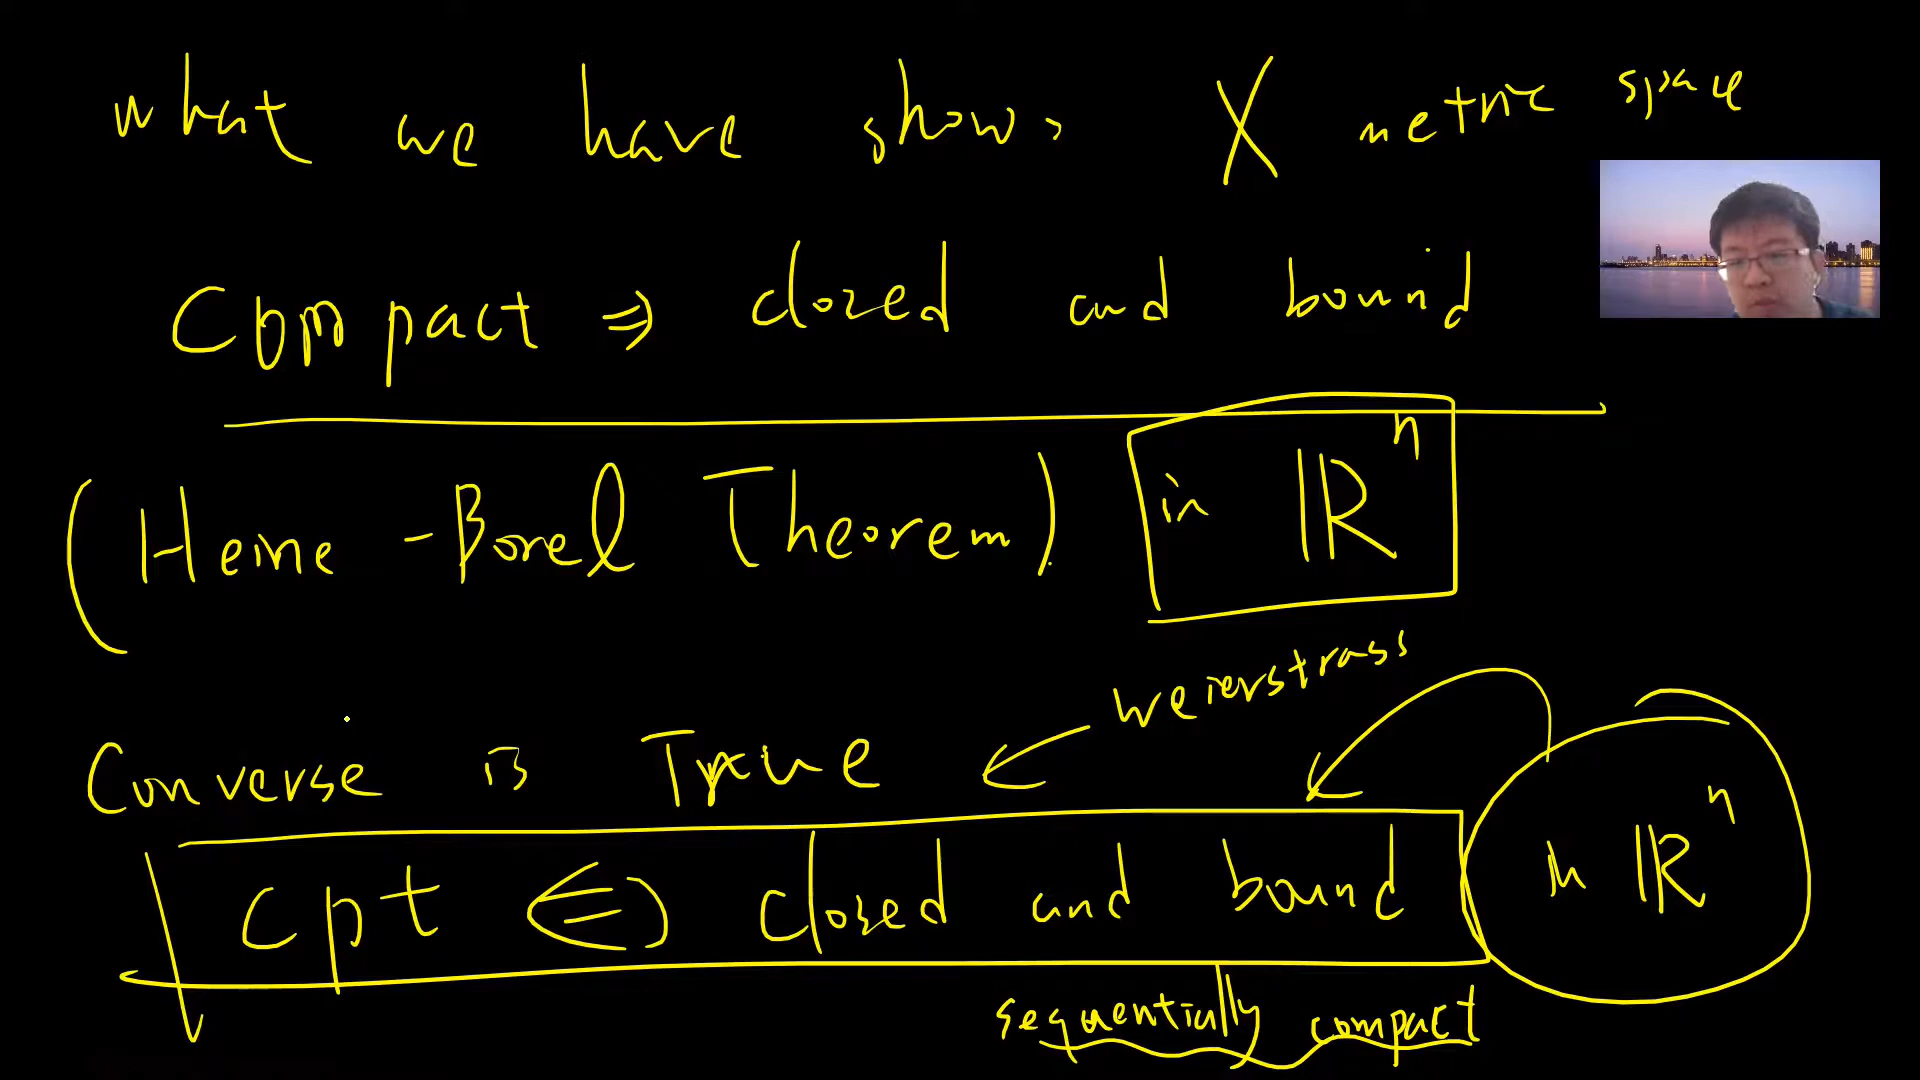 what we have show, X metric space
Compact ⇒ closed and bound
(Heine-Borel Theorem) in ℝⁿ
weierstrass
Converse is True
Cpt ⇔ closed and bound in ℝⁿ
sequentially compact